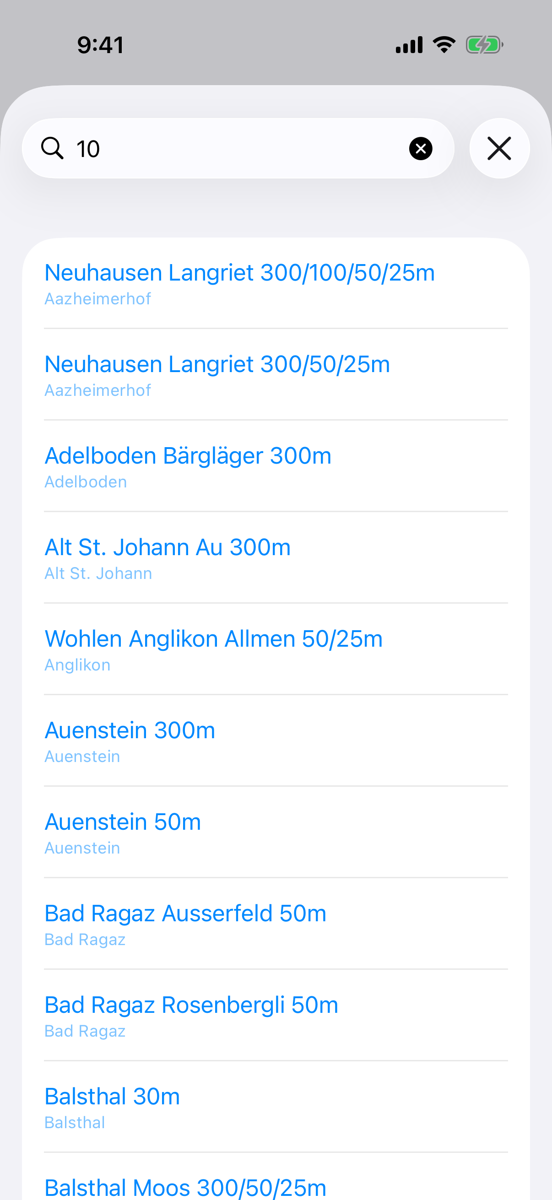 9:41
10
Neuhausen Langriet 300/100/50/25m
Aazheimerhof
Neuhausen Langriet 300/50/25m
Aazheimerhof
Adelboden Bärgläger 300m
Adelboden
Alt St. Johann Au 300m
Alt St. Johann
Wohlen Anglikon Allmen 50/25m
Anglikon
Auenstein 300m
Auenstein
Auenstein 50m
Auenstein
Bad Ragaz Ausserfeld 50m
Bad Ragaz
Bad Ragaz Rosenbergli 50m
Bad Ragaz
Balsthal 30m
Balsthal
Balsthal Moos 300/50/25m